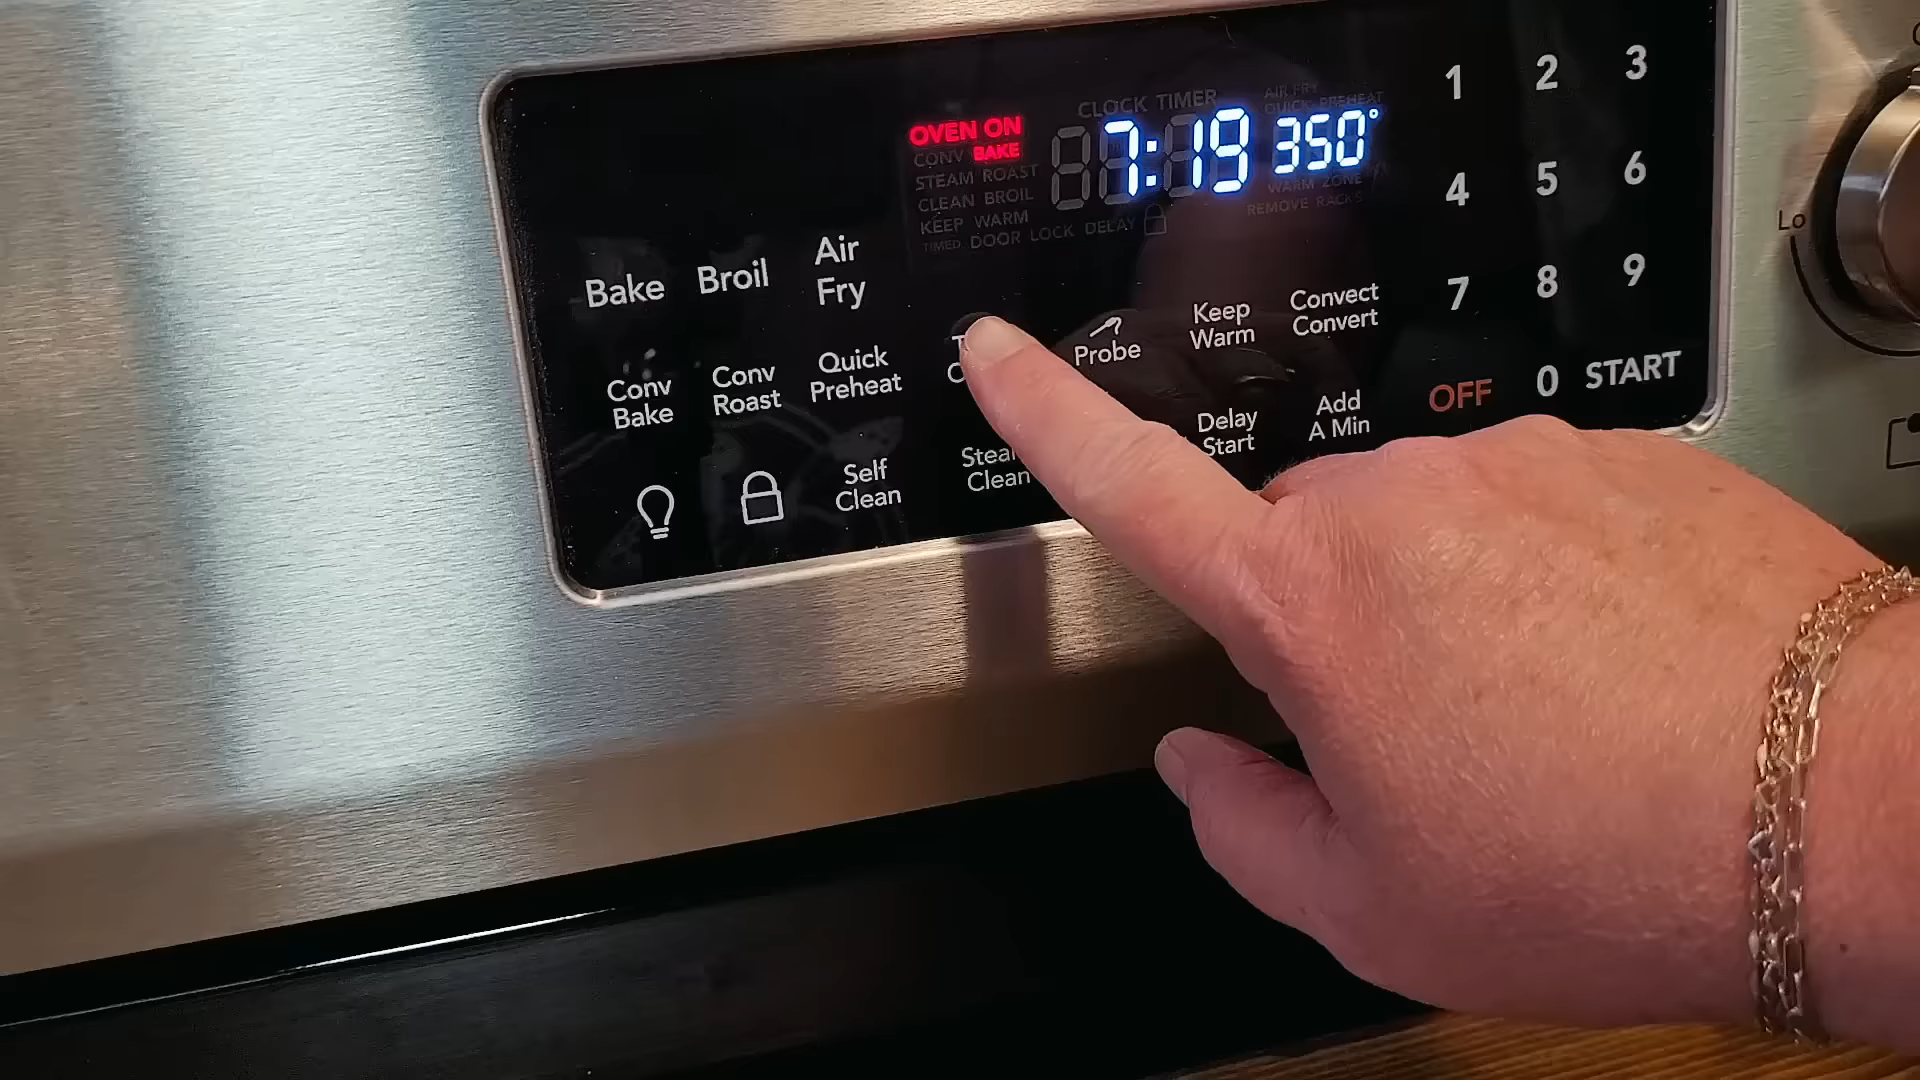 CLOCK TIMER
AIR FRY
QUICK PREHEAT
OVEN ON
CONV BAKE
STEAM ROAST
CLEAN BROIL
KEEP WARM
TIMED DOOR LOCK DELAY
7:19 350°
WARM ZONE
REMOVE RACKS
1 2 3
4 5 6
7 8 9
OFF 0 START
Bake Broil Air
Fry
Conv
Bake
Conv
Roast
Quick
Preheat
Probe
Keep
Warm
Convect
Convert
Self
Clean
Clean
Delay
Start
Add
A Min
Lo